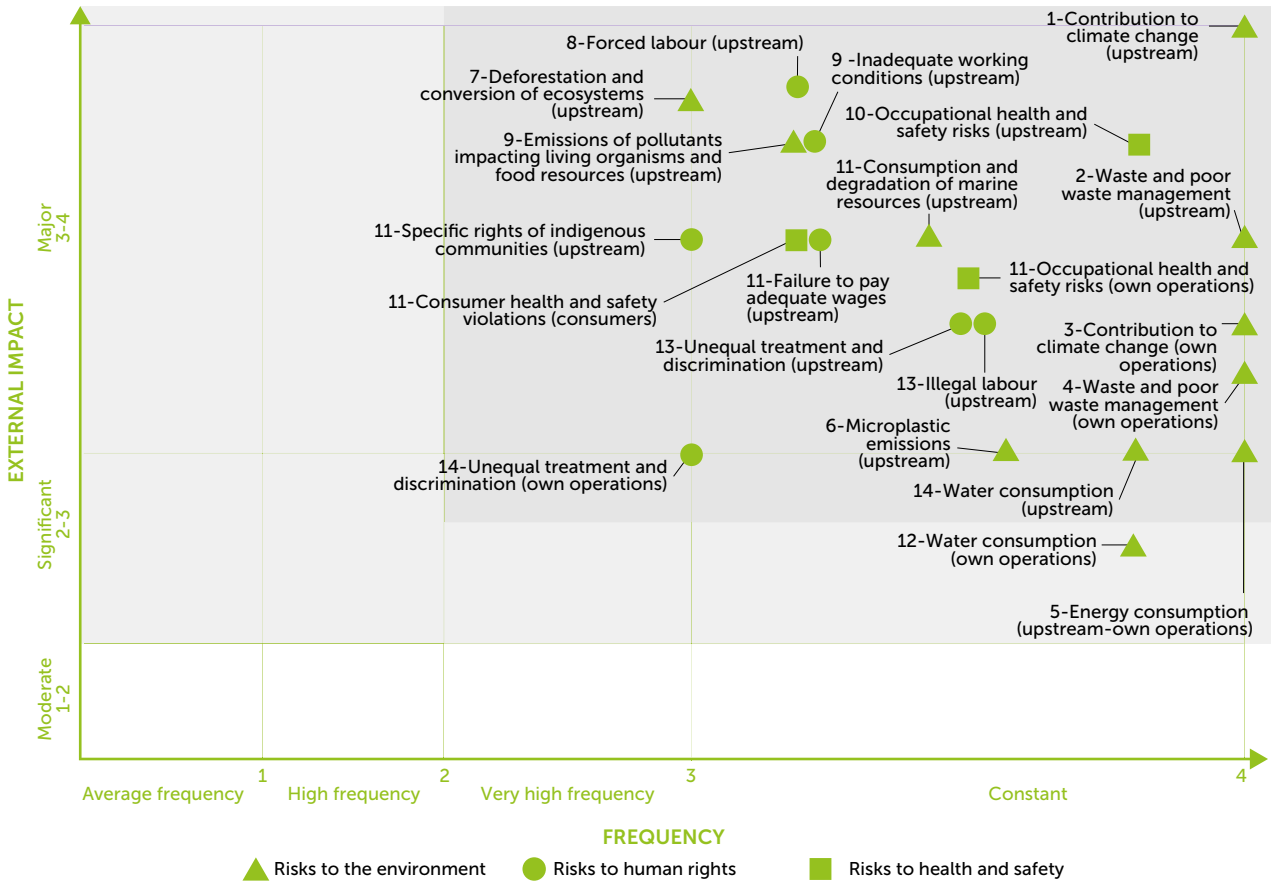 1-Contribution to
climate change
(upstream)
8-Forced labour (upstream)
9 -Inadequate working
conditions (upstream)
7-Deforestation and
conversion of ecosystems
(upstream)
10-Occupational health and
safety risks (upstream)
9-Emissions of pollutants
impacting living organisms and
food resources (upstream)
11-Consumption and
degradation of marine
resources (upstream)
2-Waste and poor
waste management
(upstream)
11-Specific rights of indigenous
communities (upstream)
11-Consumer health and safety
violations (consumers)
11-Failure to pay
adequate wages
(upstream)
11-Occupational health and
safety risks (own operations)
13-Unequal treatment and
discrimination (upstream)
3-Contribution to
climate change (own
operations)
13-Illegal labour
(upstream)
4-Waste and poor
waste management
(own operations)
6-Microplastic
emissions
(upstream)
14-Unequal treatment and
discrimination (own operations)
14-Water consumption
(upstream)
12-Water consumption
(own operations)
5-Energy consumption
(upstream-own operations)
EXTERNAL IMPACT
Major
3-4
Significant
2-3
Moderate
1-2
1
2
3
4
Average frequency
High frequency
Very high frequency
Constant
FREQUENCY
Risks to the environment
Risks to human rights
Risks to health and safety